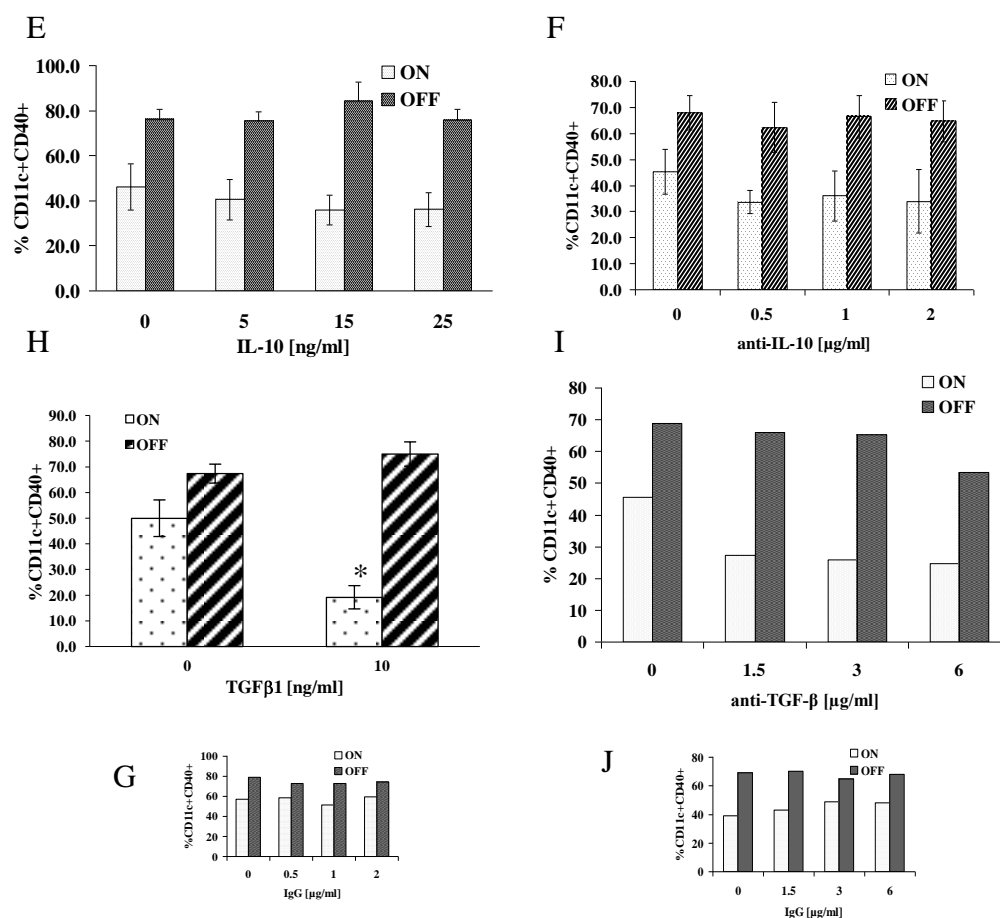 E
100.0
80.0
60.0
40.0
20.0
0.0
% CD11c+CD40+
ON
OFF
0 5 15 25
IL-10 [ng/ml]
F
80.0
70.0
60.0
50.0
40.0
30.0
20.0
10.0
0.0
%CD11c+CD40+
ON
OFF
0 0.5 1 2
anti-IL-10 [µg/ml]
H
90.0
80.0
70.0
60.0
50.0
40.0
30.0
20.0
10.0
0.0
%CD11c+CD40+
ON
OFF
*
0 10
TGFβ1 [ng/ml]
I
80
70
60
50
40
30
20
10
0
% CD11c+CD40+
ON
OFF
0 1.5 3 6
anti-TGF-β [µg/ml]
G
100
80
60
40
20
0
%CD11c+CD40+
ON
OFF
0 0.5 1 2
IgG [µg/ml]
J
80
60
40
20
0
%CD11c+CD40+
ON
OFF
0 1.5 3 6
IgG [µg/ml]